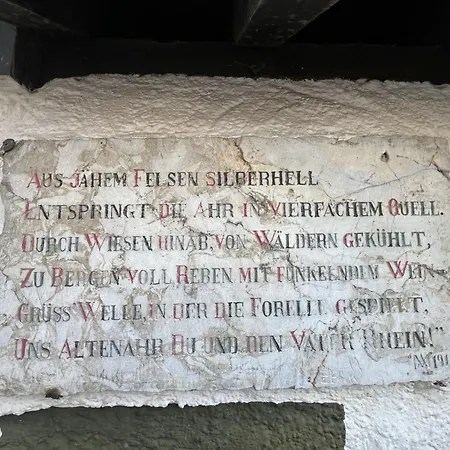 AUS JÄHEM FELSEN SILBERHELL
ENTSPRINGT DIE AHR IN VIERFACHEM QUELL.
DURCH WIESEN HINAB, VON WÄLDERN GEKÜHLT,
ZU BERGEN VOLL REBEN MIT FUNKELNDEM WEIN
GRÜSS' WELLE, IN DER DIE FORELLE GESPIELT,
UNS ALTENAHR DU UND DEN VATER RHEIN!"